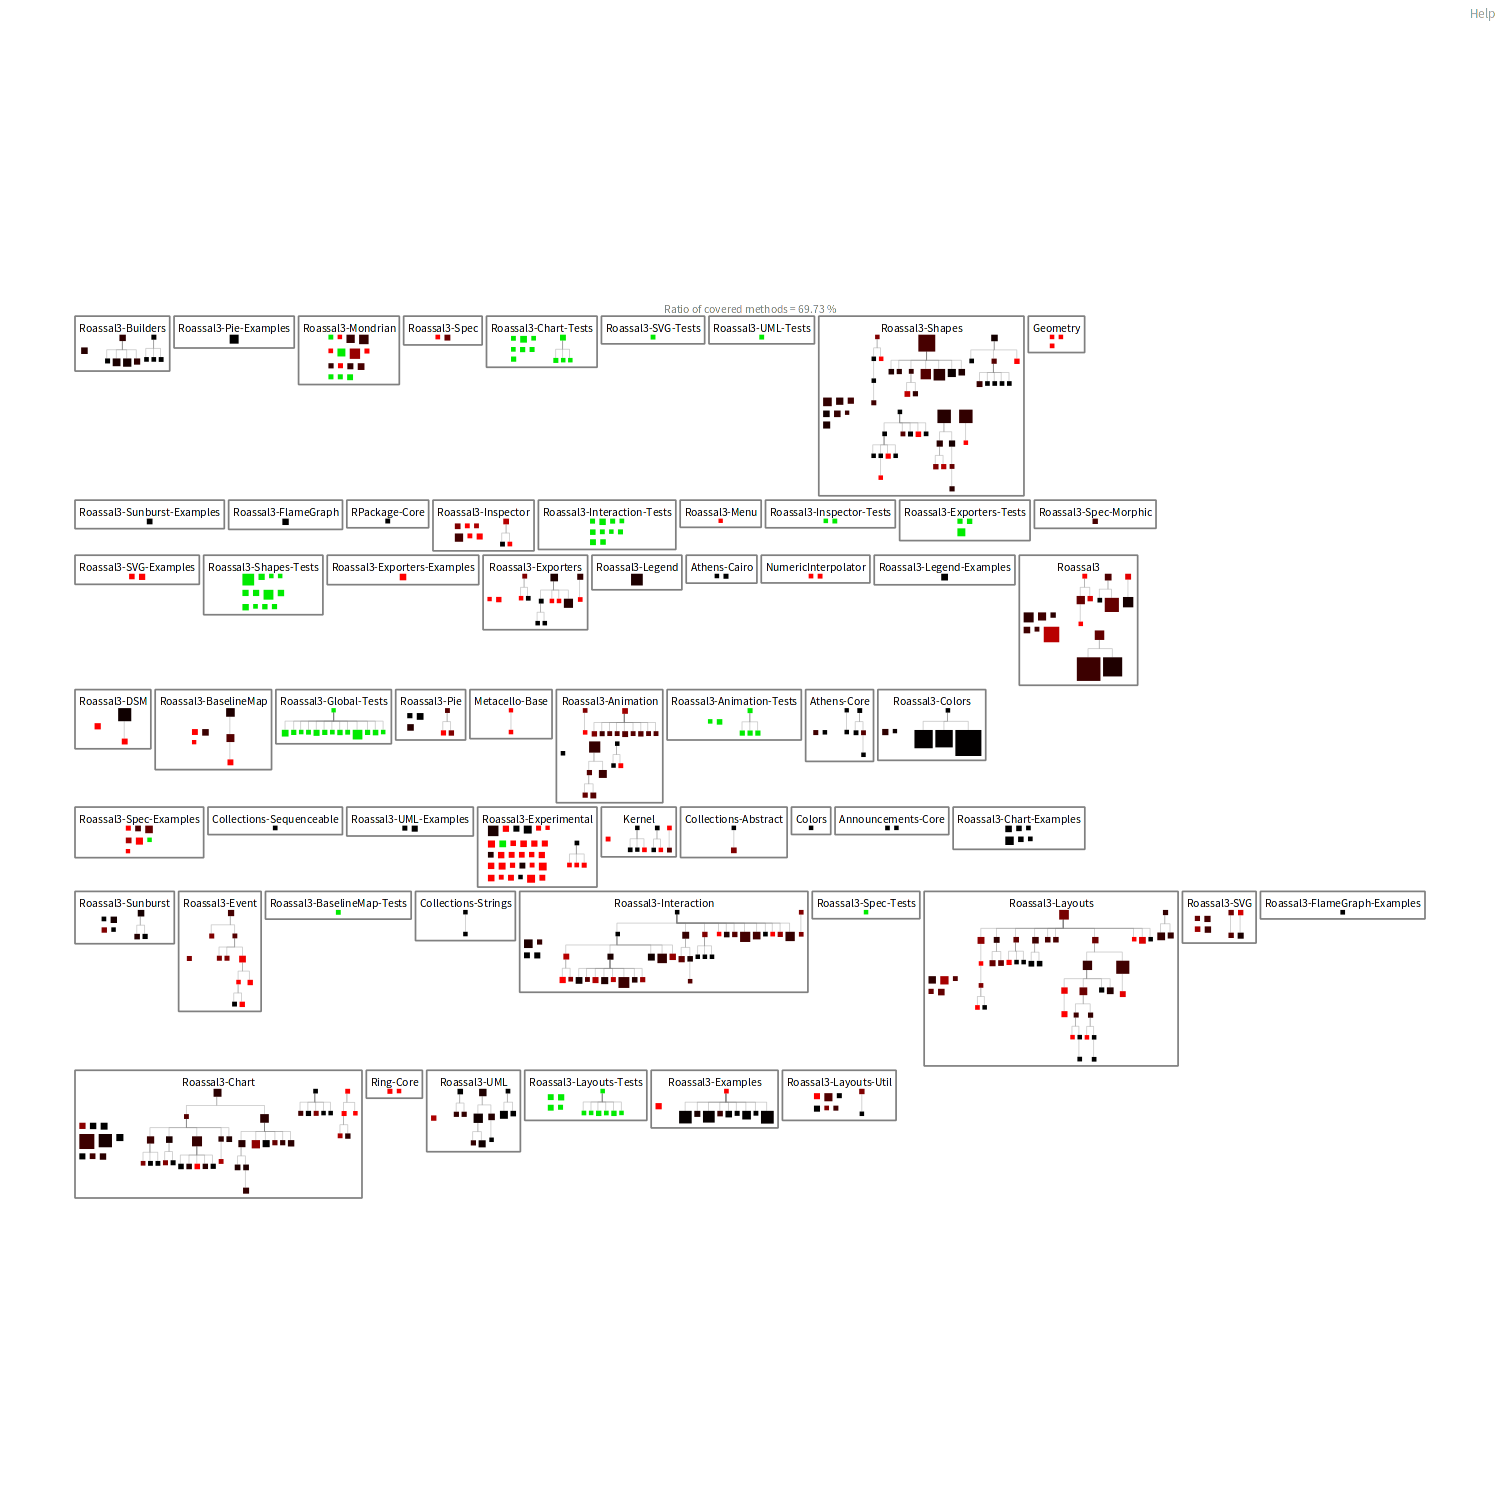 Help
Ratio of covered methods = 69.73 %
Roassal3-Builders
Roassal3-Pie-Examples
Roassal3-Mondrian
Roassal3-Spec
Roassal3-Chart-Tests
Roassal3-SVG-Tests
Roassal3-UML-Tests
Roassal3-Shapes
Geometry
Roassal3-Sunburst-Examples
Roassal3-FlameGraph
RPackage-Core
Roassal3-Inspector
Roassal3-Interaction-Tests
Roassal3-Menu
Roassal3-Inspector-Tests
Roassal3-Exporters-Tests
Roassal3-Spec-Morphic
Roassal3-SVG-Examples
Roassal3-Shapes-Tests
Roassal3-Exporters-Examples
Roassal3-Exporters
Roassal3-Legend
Athens-Cairo
NumericInterpolator
Roassal3-Legend-Examples
Roassal3
Roassal3-DSM
Roassal3-BaselineMap
Roassal3-Global-Tests
Roassal3-Pie
Metacello-Base
Roassal3-Animation
Roassal3-Animation-Tests
Athens-Core
Roassal3-Colors
Roassal3-Spec-Examples
Collections-Sequenceable
Roassal3-UML-Examples
Roassal3-Experimental
Kernel
Collections-Abstract
Colors
Announcements-Core
Roassal3-Chart-Examples
Roassal3-Sunburst
Roassal3-Event
Roassal3-BaselineMap-Tests
Collections-Strings
Roassal3-Interaction
Roassal3-Spec-Tests
Roassal3-Layouts
Roassal3-SVG
Roassal3-FlameGraph-Examples
Roassal3-Chart
Ring-Core
Roassal3-UML
Roassal3-Layouts-Tests
Roassal3-Examples
Roassal3-Layouts-Util